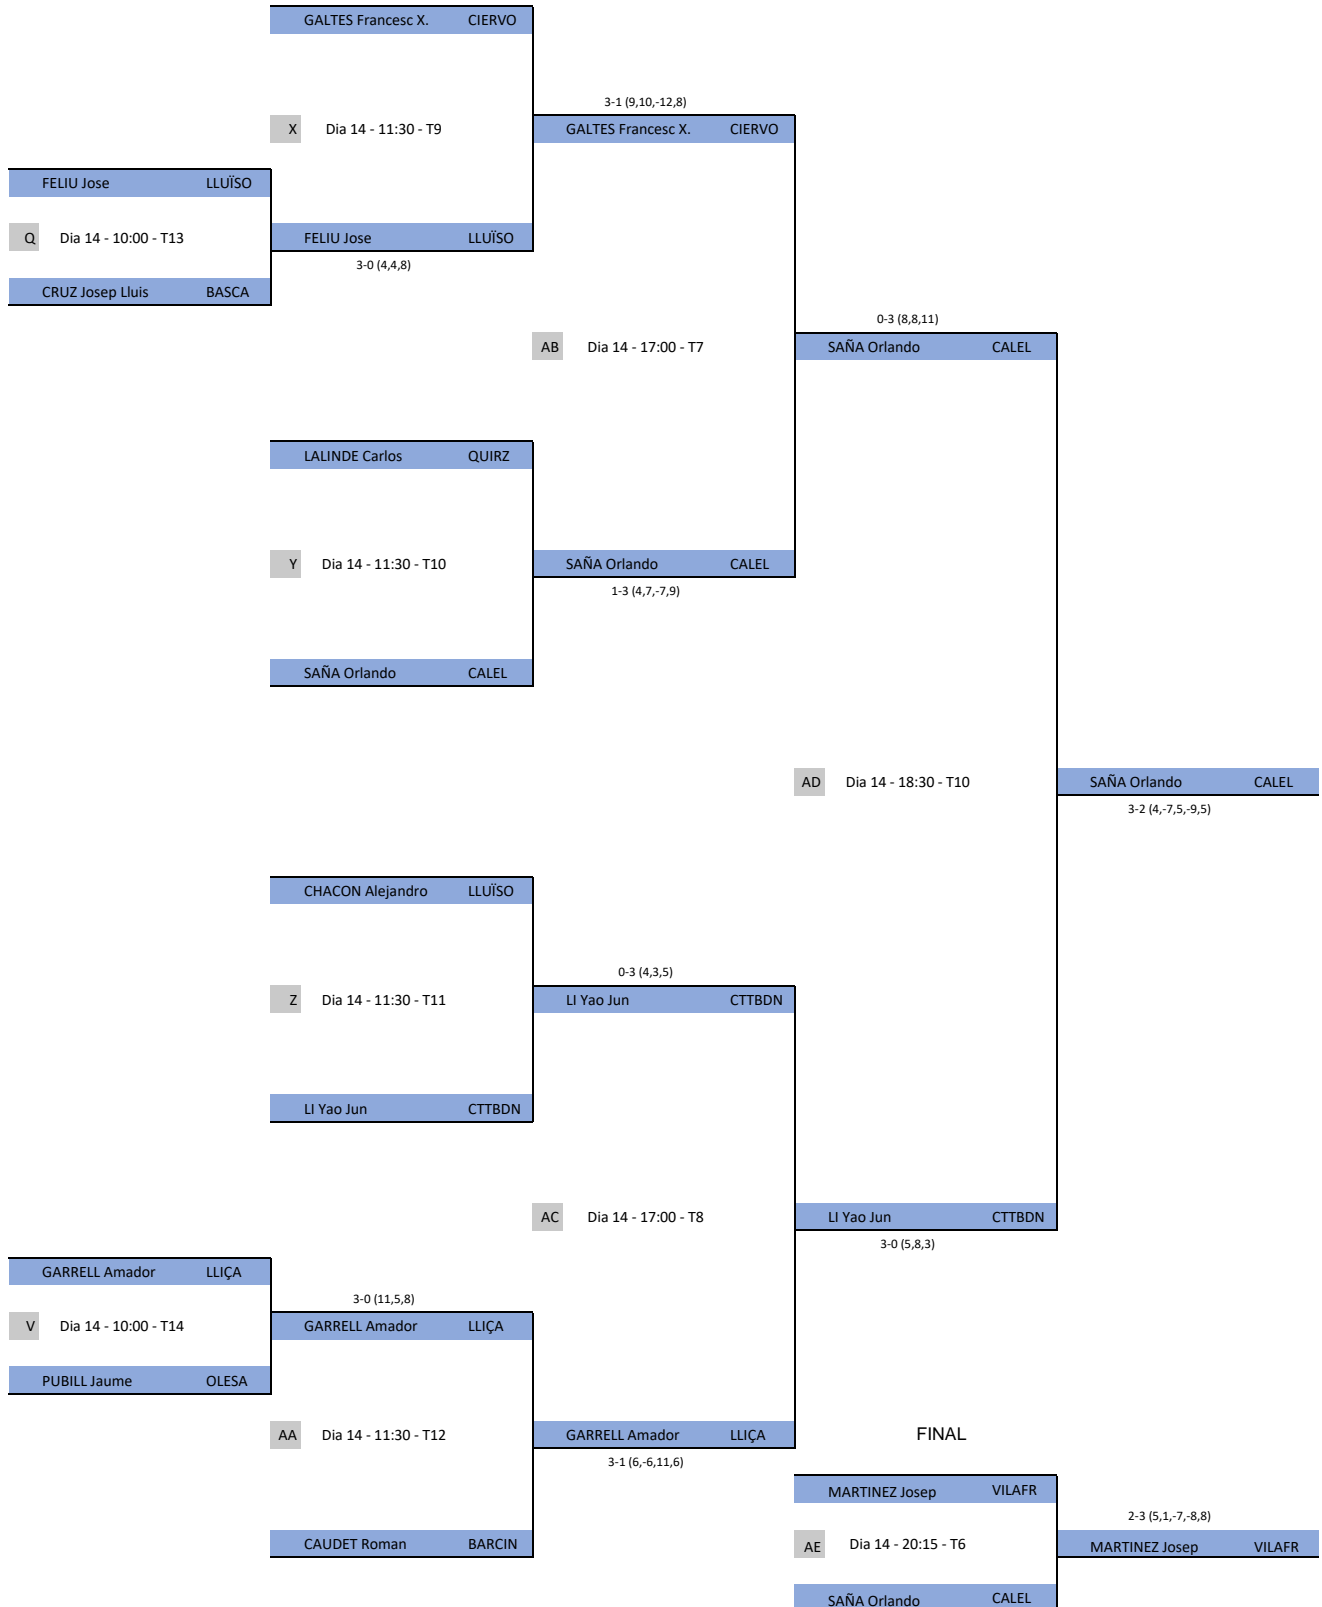 GALTES Francesc X. CIERVO
3-1 (9,10,-12,8)
X Dia 14 - 11:30 - T9 GALTES Francesc X. CIERVO
FELIU Jose LLUÏSO
Q Dia 14 - 10:00 - T13 FELIU Jose LLUÏSO
3-0 (4,4,8)
CRUZ Josep Lluis BASCA
0-3 (8,8,11)
AB Dia 14 - 17:00 - T7 SAÑA Orlando CALEL
LALINDE Carlos QUIRZ
Y Dia 14 - 11:30 - T10 SAÑA Orlando CALEL
1-3 (4,7,-7,9)
SAÑA Orlando CALEL
AD Dia 14 - 18:30 - T10 SAÑA Orlando CALEL
3-2 (4,-7,5,-9,5)
CHACON Alejandro LLUÏSO
0-3 (4,3,5)
Z Dia 14 - 11:30 - T11 LI Yao Jun CTTBDN
LI Yao Jun CTTBDN
AC Dia 14 - 17:00 - T8 LI Yao Jun CTTBDN
3-0 (5,8,3)
GARRELL Amador LLIÇA
3-0 (11,5,8)
V Dia 14 - 10:00 - T14 GARRELL Amador LLIÇA
PUBILL Jaume OLESA
AA Dia 14 - 11:30 - T12 GARRELL Amador LLIÇA FINAL
3-1 (6,-6,11,6)
MARTINEZ Josep VILAFR
2-3 (5,1,-7,-8,8)
CAUDET Roman BARCIN AE Dia 14 - 20:15 - T6 MARTINEZ Josep VILAFR
SAÑA Orlando CALEL